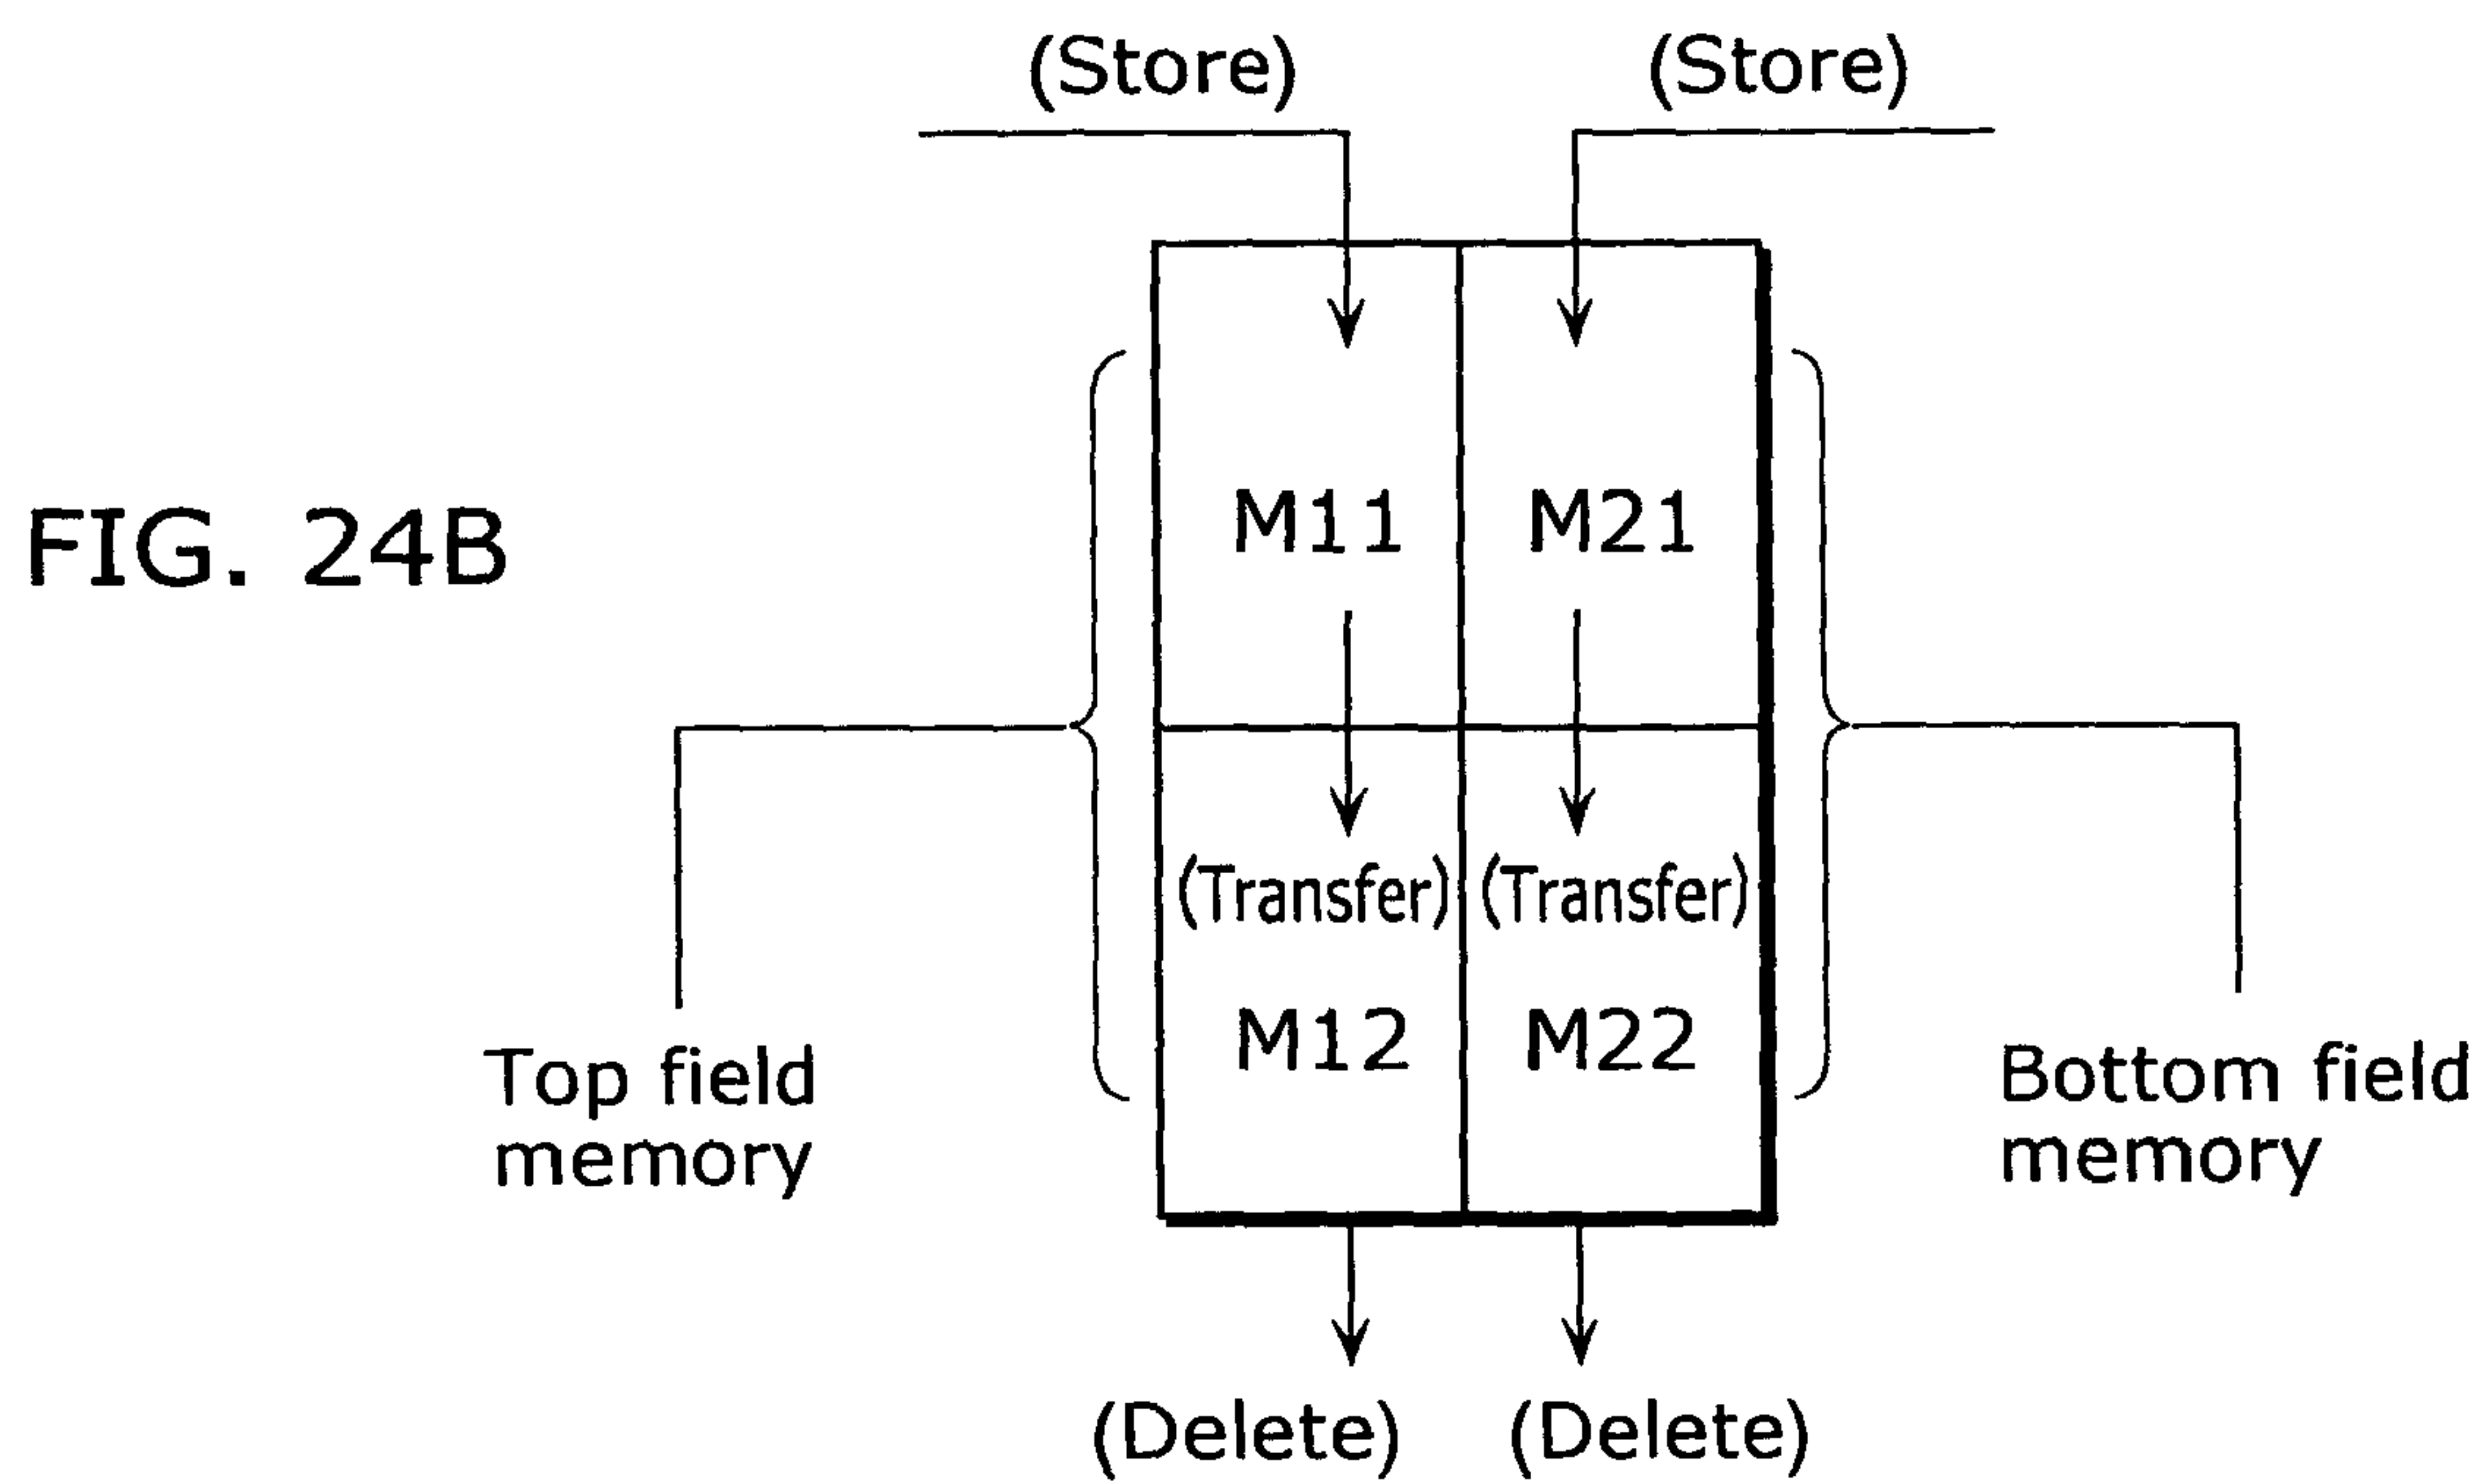 (Store) (Store)
FIG. 24B
M11 M21
(Transfer) (Transfer)
M12 M22
Top field
memory
Bottom field
memory
(Delete) (Delete)